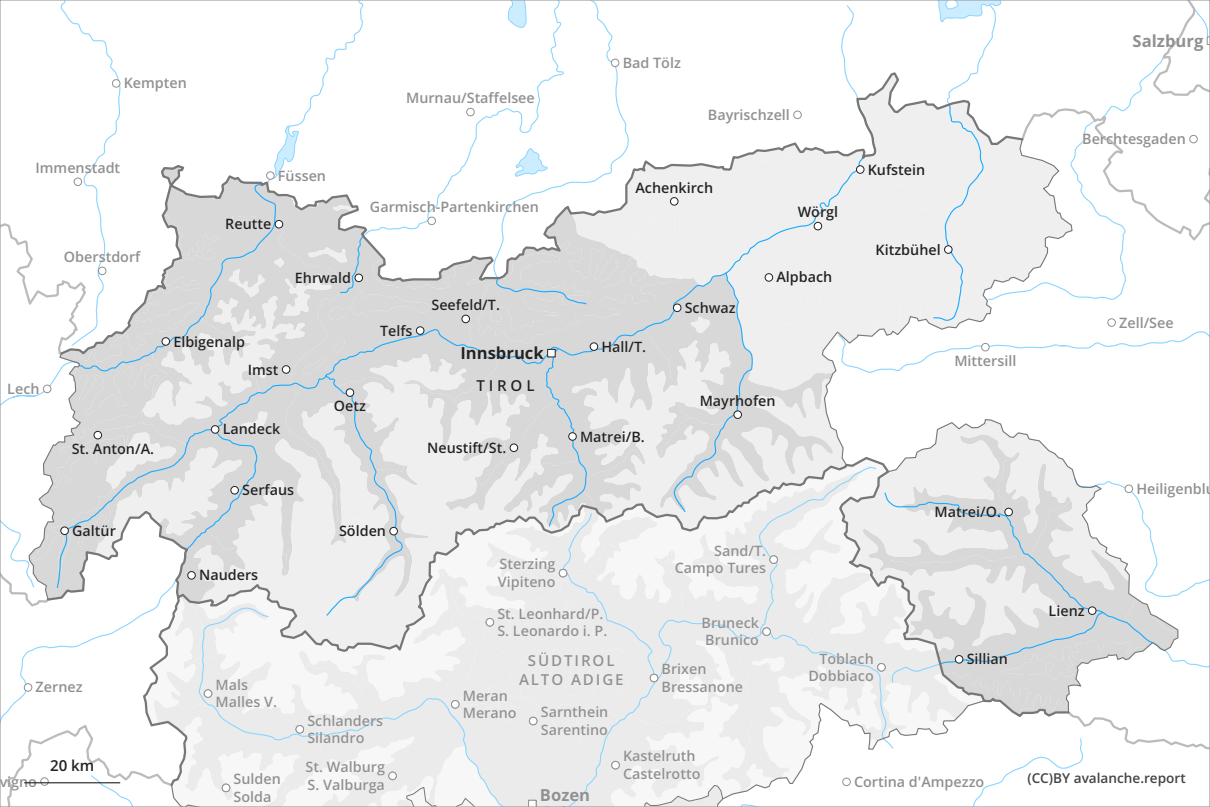 Salzburg
Bad Tölz
Kempten
Murnau/Staffelsee
Bayrischzell
Berchtesgaden
Immenstadt
Füssen
Kufstein
Achenkirch
Garmisch-Partenkirchen
Wörgl
Reutte
Kitzbühel
Oberstdorf
Ehrwald
Alpbach
Seefeld/T.
Schwaz
Zell/See
Telfs
Elbigenalp
Innsbruck
Hall/T.
Mittersill
Imst
TIROL
Lech
Oetz
Mayrhofen
Landeck
Matrei/B.
St. Anton/A.
Neustift/St.
Serfaus
Heiligenblu
Matrei/O.
Galtür
Sölden
Sand/T.
Campo Tures
Sterzing
Vipiteno
Nauders
St. Leonhard/P.
S. Leonardo i. P.
Lienz
Bruneck
Brunico
SÜDTIROL
ALTO ADIGE
Sillian
Toblach
Dobbiaco
Brixen
Bressanone
Zernez
Mals
Malles V.
Meran
Merano
Sarnthein
Sarentino
Schlanders
Silandro
Kastelruth
Castelrotto
20 km
St. Walburg
S. Valburga
vigno
Sulden
Solda
Cortina d'Ampezzo
(CC)BY avalanche.report
Bozen